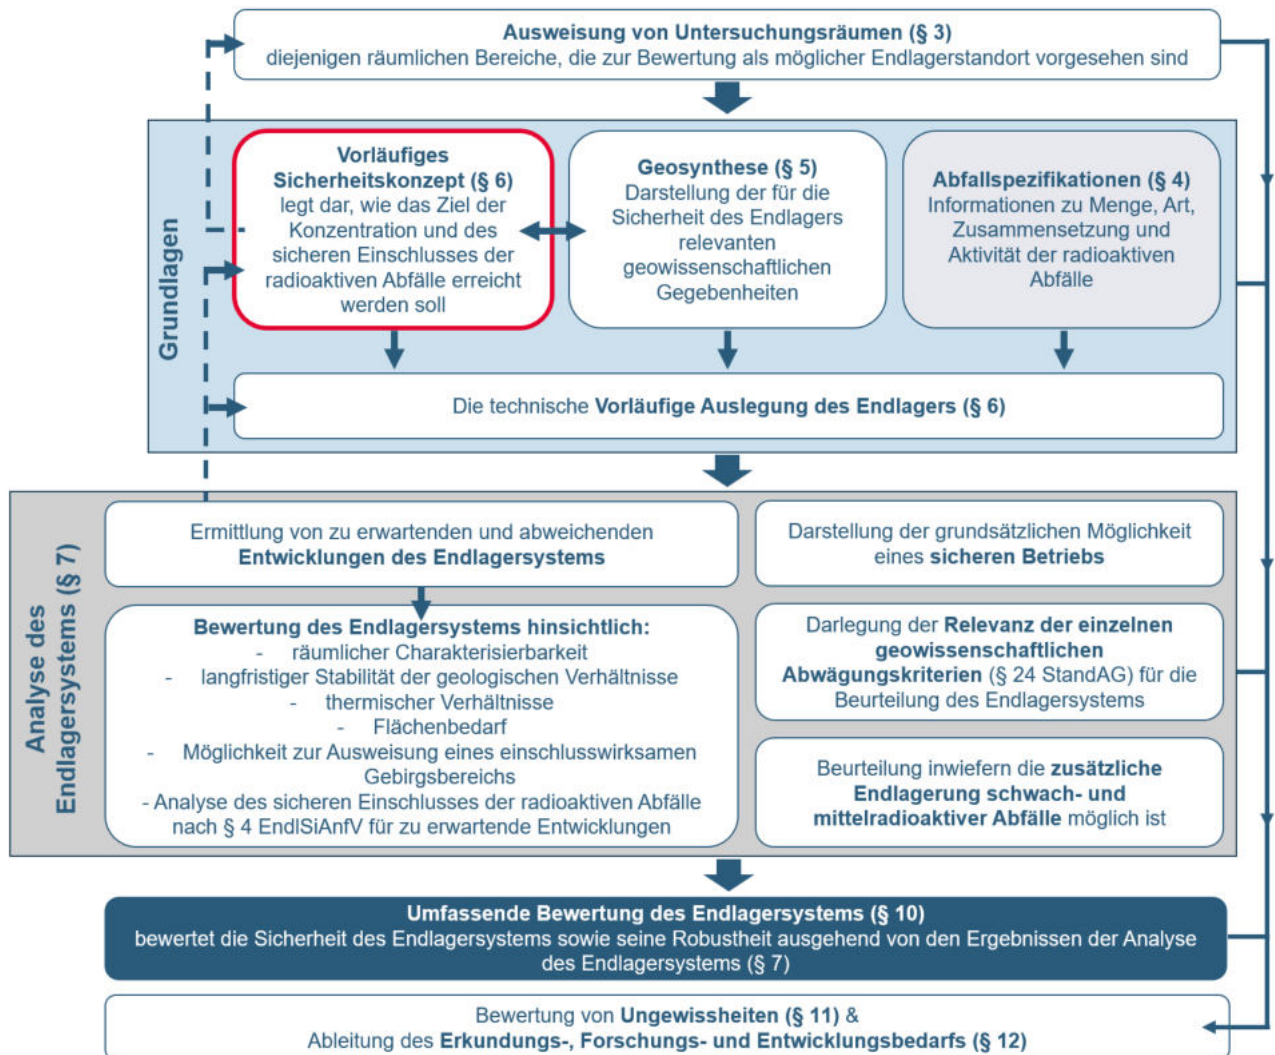 Ausweisung von Untersuchungsräumen (§ 3)
diejenigen räumlichen Bereiche, die zur Bewertung als möglicher Endlagerstandort vorgesehen sind
Grundlagen
Vorläufiges
Sicherheitskonzept (§ 6)
legt dar, wie das Ziel der
Konzentration und des
sicheren Einschlusses der
radioaktiven Abfälle erreicht
werden soll
Geosynthese (§ 5)
Darstellung der für die
Sicherheit des Endlagers
relevanten
geowissenschaftlichen
Gegebenheiten
Abfallspezifikationen (§ 4)
Informationen zu Menge, Art,
Zusammensetzung und
Aktivität der radioaktiven
Abfälle
Die technische Vorläufige Auslegung des Endlagers (§ 6)
Analyse des
Endlagersystems (§ 7)
Ermittlung von zu erwartenden und abweichenden
Entwicklungen des Endlagersystems
Bewertung des Endlagersystems hinsichtlich:
- räumlicher Charakterisierbarkeit
- langfristiger Stabilität der geologischen Verhältnisse
- thermischer Verhältnisse
- Flächenbedarf
- Möglichkeit zur Ausweisung eines einschlusswirksamen
Gebirgsbereichs
- Analyse des sicheren Einschlusses der radioaktiven Abfälle
nach § 4 EndlSiAnfV für zu erwartende Entwicklungen
Darstellung der grundsätzlichen Möglichkeit
eines sicheren Betriebs
Darlegung der Relevanz der einzelnen
geowissenschaftlichen
Abwägungskriterien (§ 24 StandAG) für die
Beurteilung des Endlagersystems
Beurteilung inwiefern die zusätzliche
Endlagerung schwach- und
mittelradioaktiver Abfälle möglich ist
Umfassende Bewertung des Endlagersystems (§ 10)
bewertet die Sicherheit des Endlagersystems sowie seine Robustheit ausgehend von den Ergebnissen der Analyse
des Endlagersystems (§ 7)
Bewertung von Ungewissheiten (§ 11) &
Ableitung des Erkundungs-, Forschungs- und Entwicklungsbedarfs (§ 12)